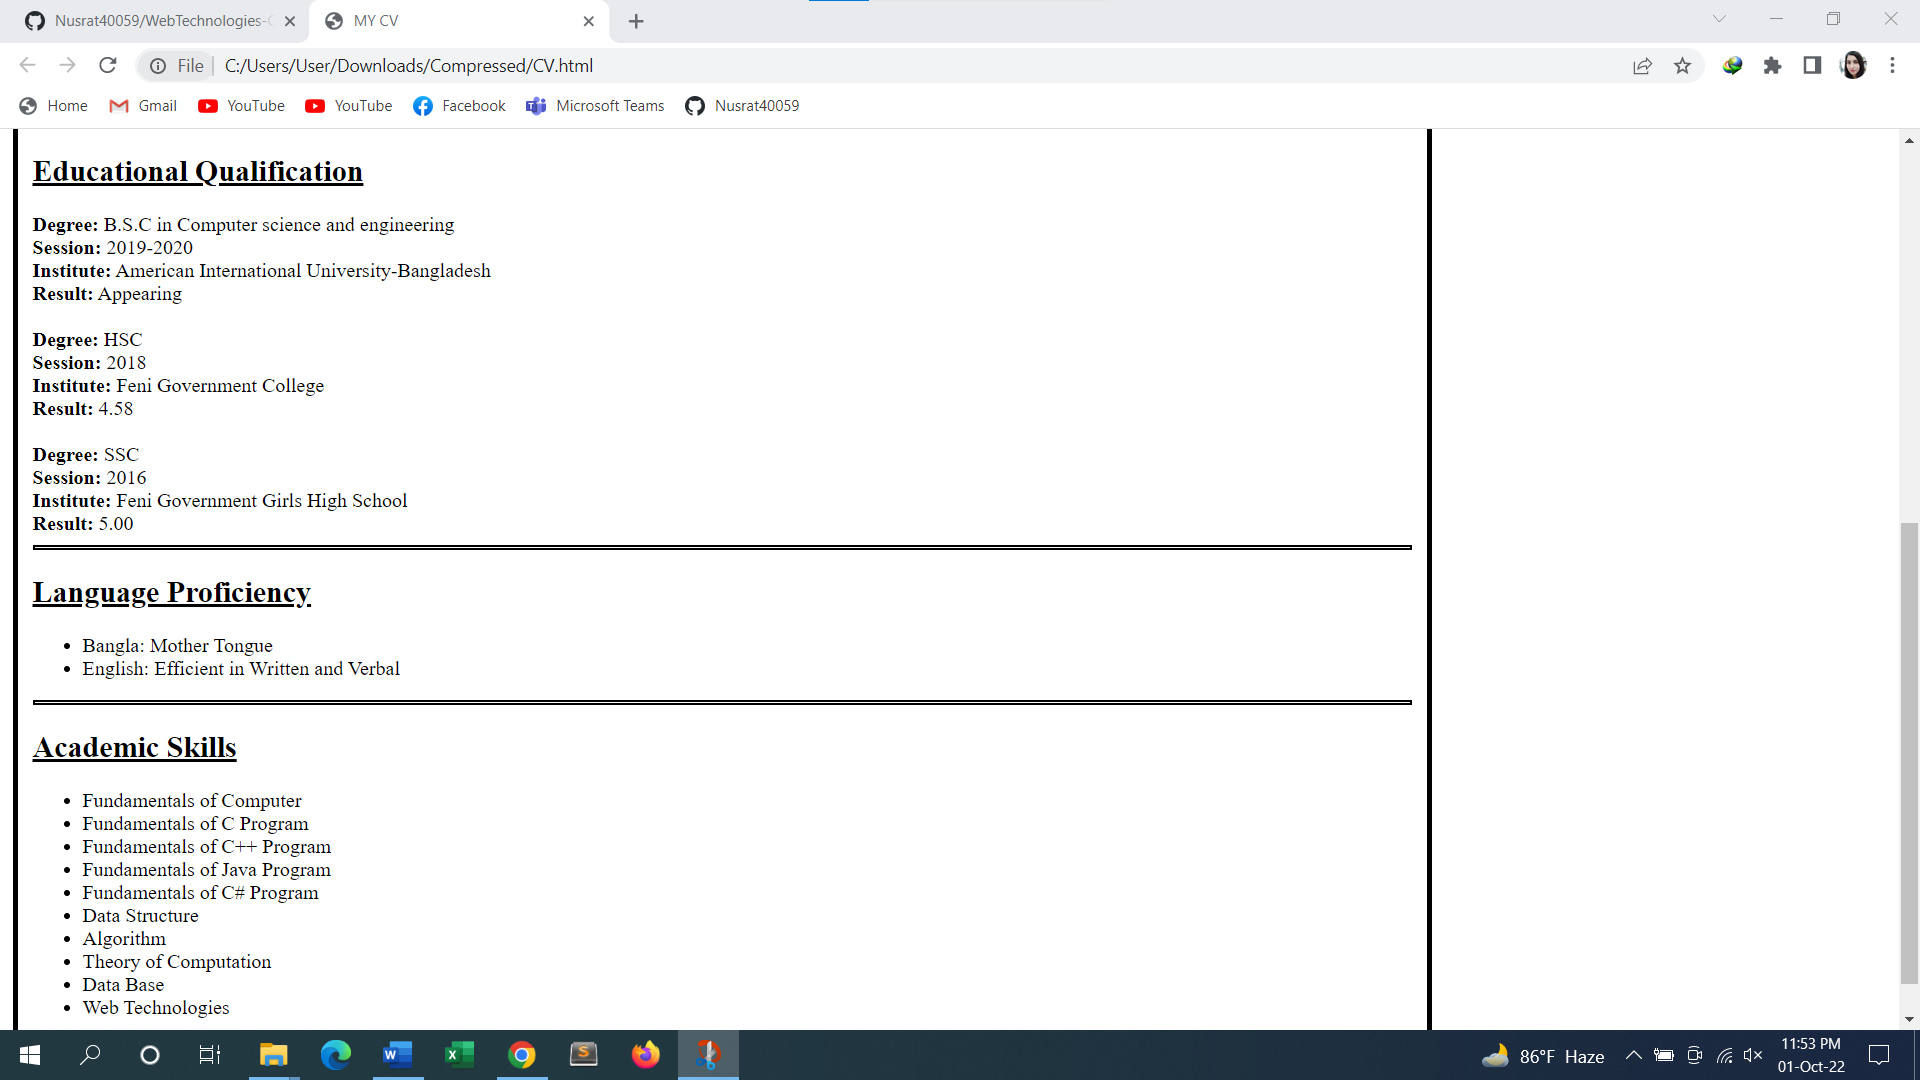 Nusrat40059/WebTechnologies-
MY CV
File
C:/Users/User/Downloads/Compressed/CV.html
Home
Gmail
YouTube
YouTube
Facebook
Microsoft Teams
Nusrat40059
Educational Qualification
Degree: B.S.C in Computer science and engineering
Session: 2019-2020
Institute: American International University-Bangladesh
Result: Appearing
Degree: HSC
Session: 2018
Institute: Feni Government College
Result: 4.58
Degree: SSC
Session: 2016
Institute: Feni Government Girls High School
Result: 5.00
Language Proficiency
• Bangla: Mother Tongue
• English: Efficient in Written and Verbal
Academic Skills
• Fundamentals of Computer
• Fundamentals of C Program
• Fundamentals of C++ Program
• Fundamentals of Java Program
• Fundamentals of C# Program
• Data Structure
• Algorithm
• Theory of Computation
• Data Base
• Web Technologies
86°F Haze
11:53 PM
01-Oct-22